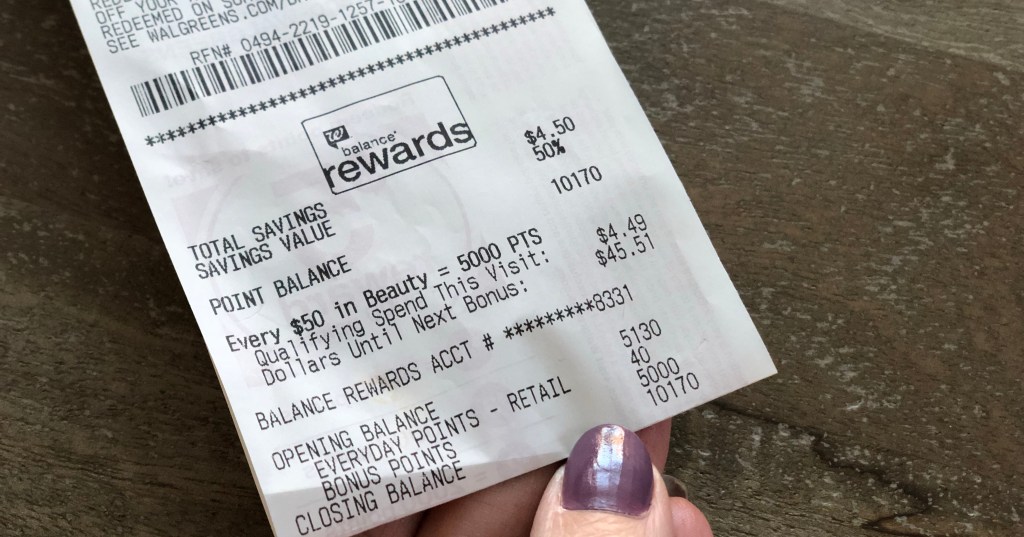 OFF YOUR
REDEEMED ON
SEE WALGREENS.COM/
RFN# 0494-2219-1257-
****************************************
balance®
rewards
TOTAL SAVINGS $4.50
SAVINGS VALUE 50%
POINT BALANCE 10170
Every $50 in Beauty = 5000 PTS
Qualifying Spend This Visit: $4.49
Dollars Until Next Bonus: $45.51
BALANCE REWARDS ACCT # *********8331
OPENING BALANCE 5130
EVERYDAY POINTS - RETAIL 40
BONUS POINTS 5000
CLOSING BALANCE 10170